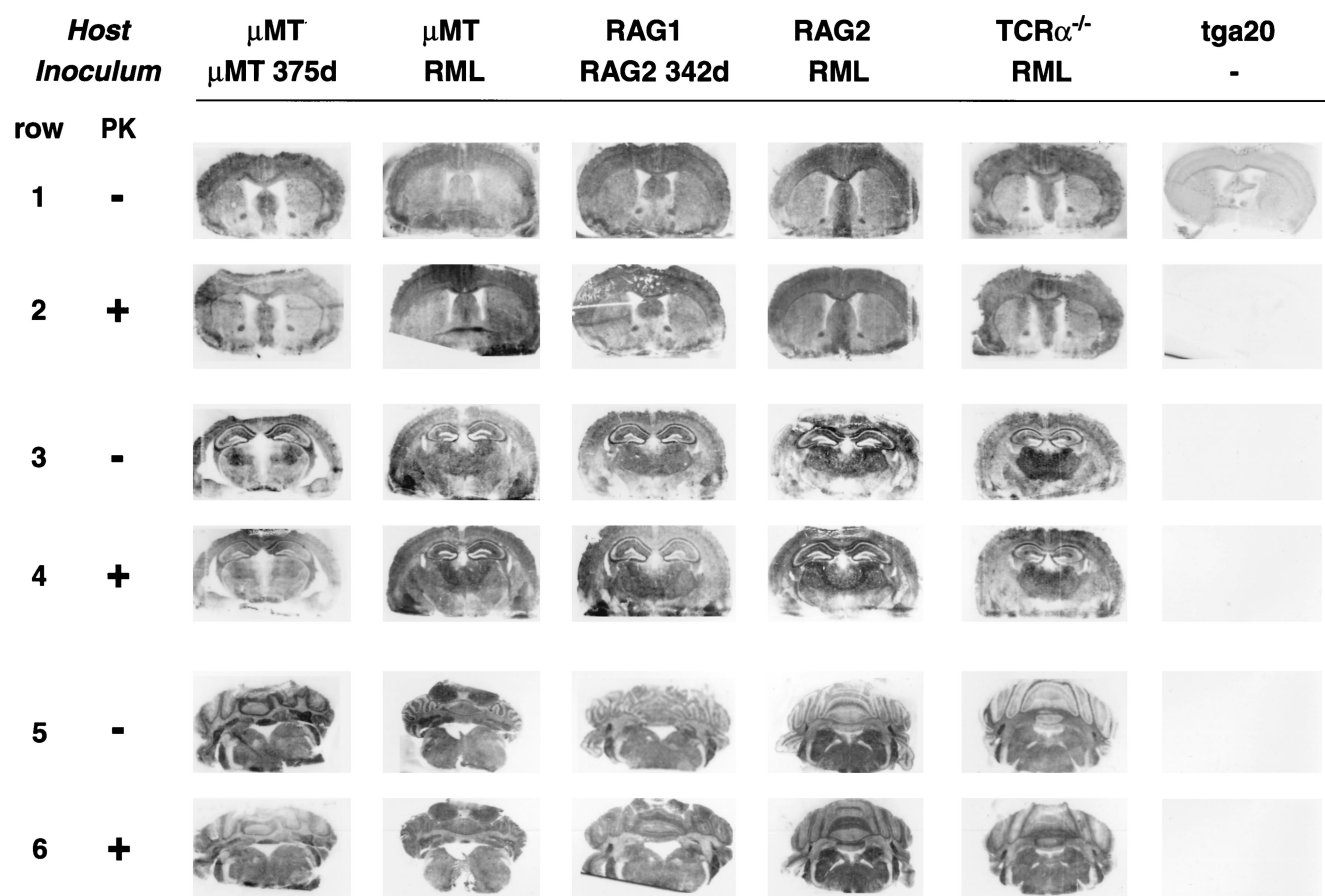 Host μMT μMT RAG1 RAG2 TCRα-/- tga20
Inoculum μMT 375d RML RAG2 342d RML RML -
row PK
1 -
2 +
3 -
4 +
5 -
6 +